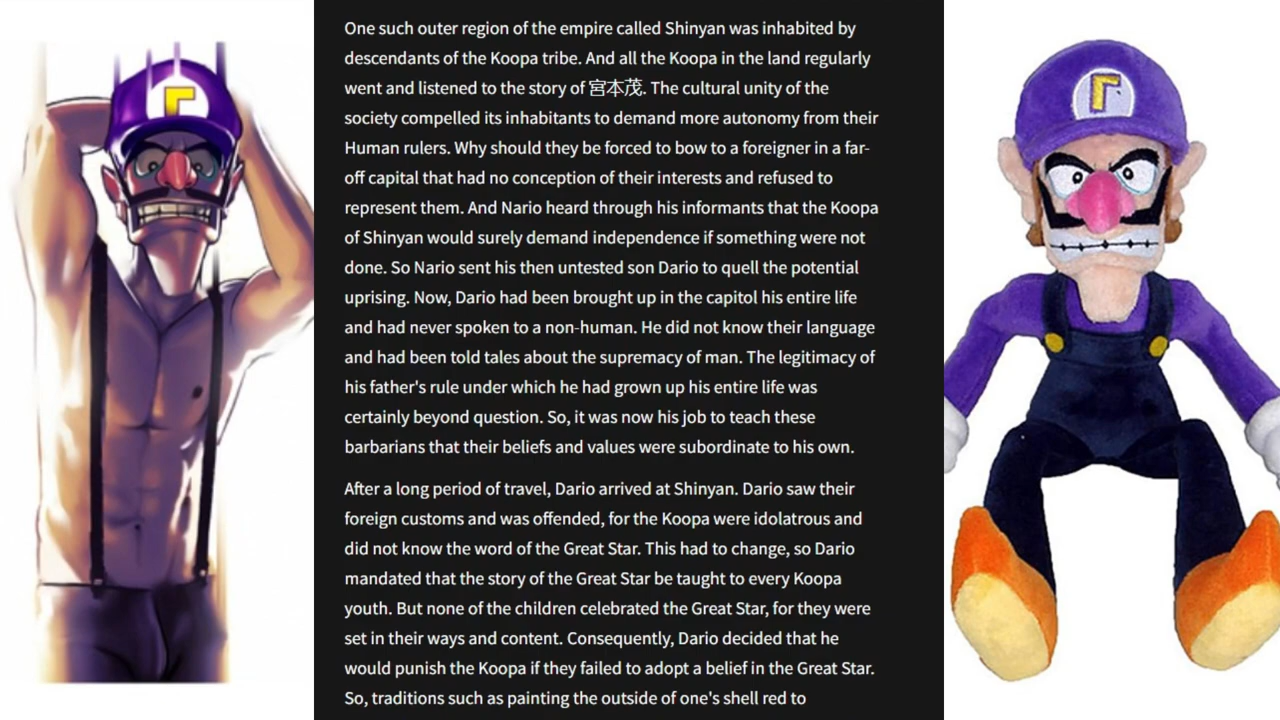 One such outer region of the empire called Shinyan was inhabited by
descendants of the Koopa tribe. And all the Koopa in the land regularly
went and listened to the story of 宮本茂. The cultural unity of the
society compelled its inhabitants to demand more autonomy from their
Human rulers. Why should they be forced to bow to a foreigner in a far-
off capital that had no conception of their interests and refused to
represent them. And Nario heard through his informants that the Koopa
of Shinyan would surely demand independence if something were not
done. So Nario sent his then untested son Dario to quell the potential
uprising. Now, Dario had been brought up in the capitol his entire life
and had never spoken to a non-human. He did not know their language
and had been told tales about the supremacy of man. The legitimacy of
his father's rule under which he had grown up his entire life was
certainly beyond question. So, it was now his job to teach these
barbarians that their beliefs and values were subordinate to his own.
After a long period of travel, Dario arrived at Shinyan. Dario saw their
foreign customs and was offended, for the Koopa were idolatrous and
did not know the word of the Great Star. This had to change, so Dario
mandated that the story of the Great Star be taught to every Koopa
youth. But none of the children celebrated the Great Star, for they were
set in their ways and content. Consequently, Dario decided that he
would punish the Koopa if they failed to adopt a belief in the Great Star.
So, traditions such as painting the outside of one's shell red to